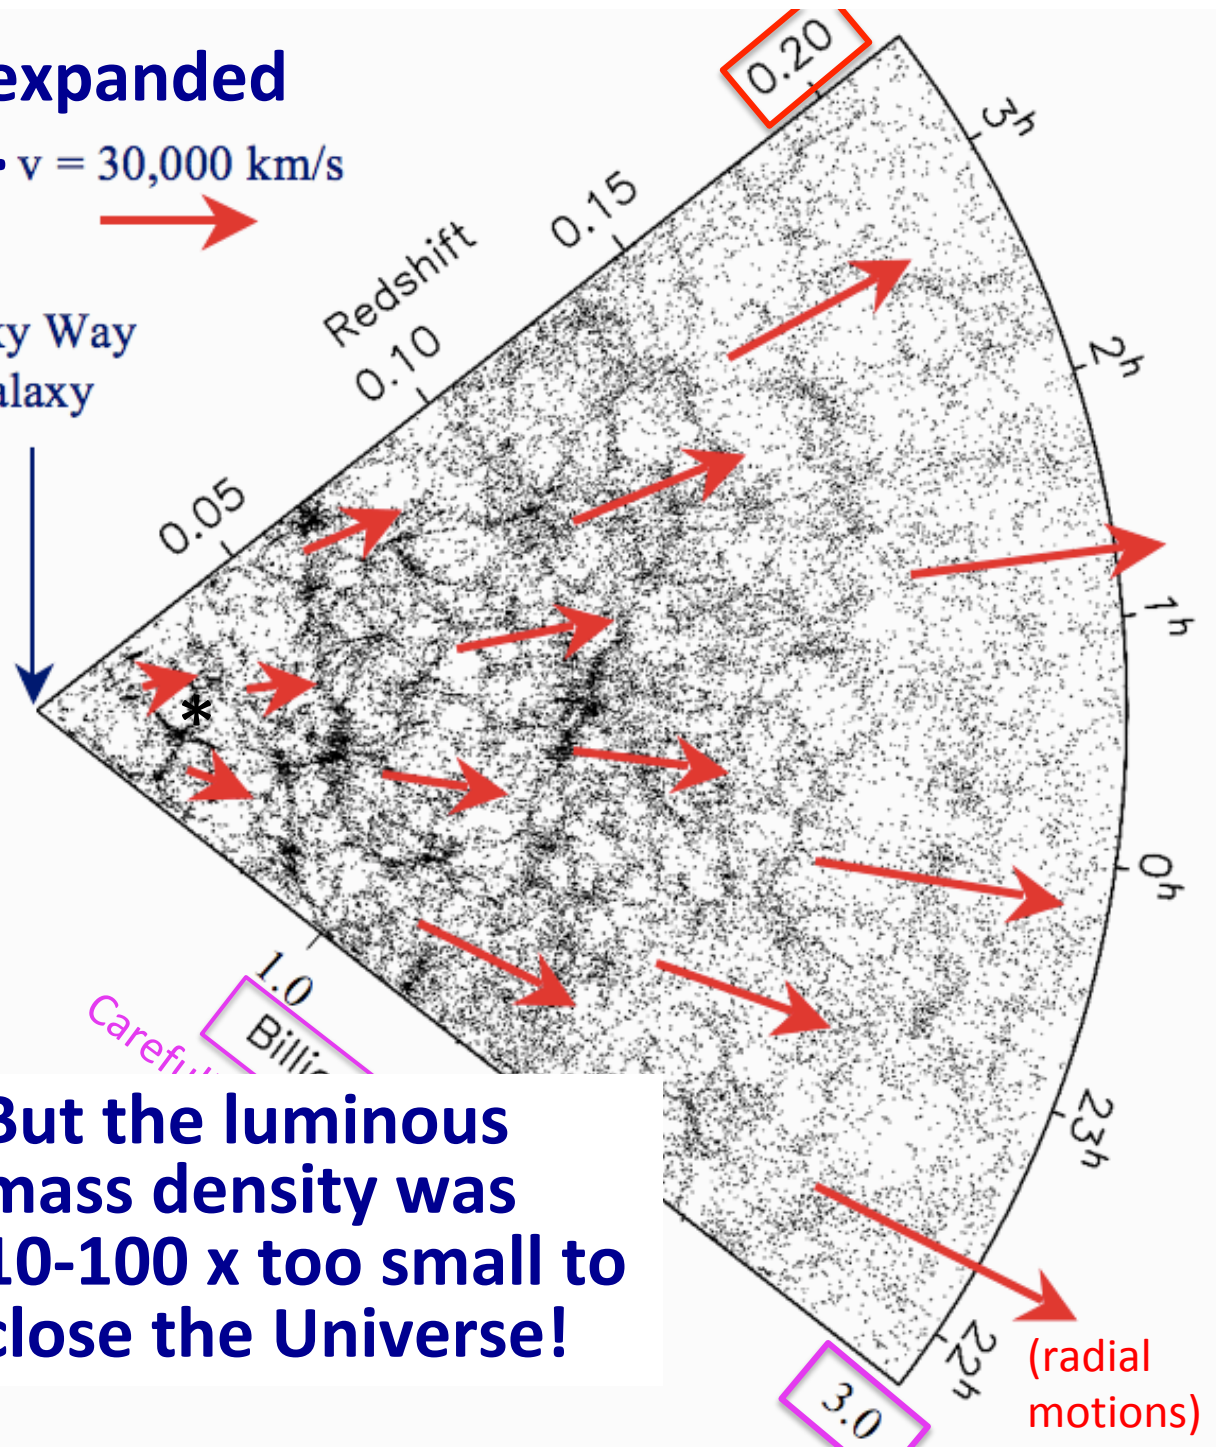 expanded
v = 30,000 km/s
0.20
3h
0.15
Redshift
0.10
2h
Way
0.05
1h
*
0h
1.0
But the luminous
mass density was
10-100 x too small to
close the Universe!
23h
22h
3.0
(radial
motions)